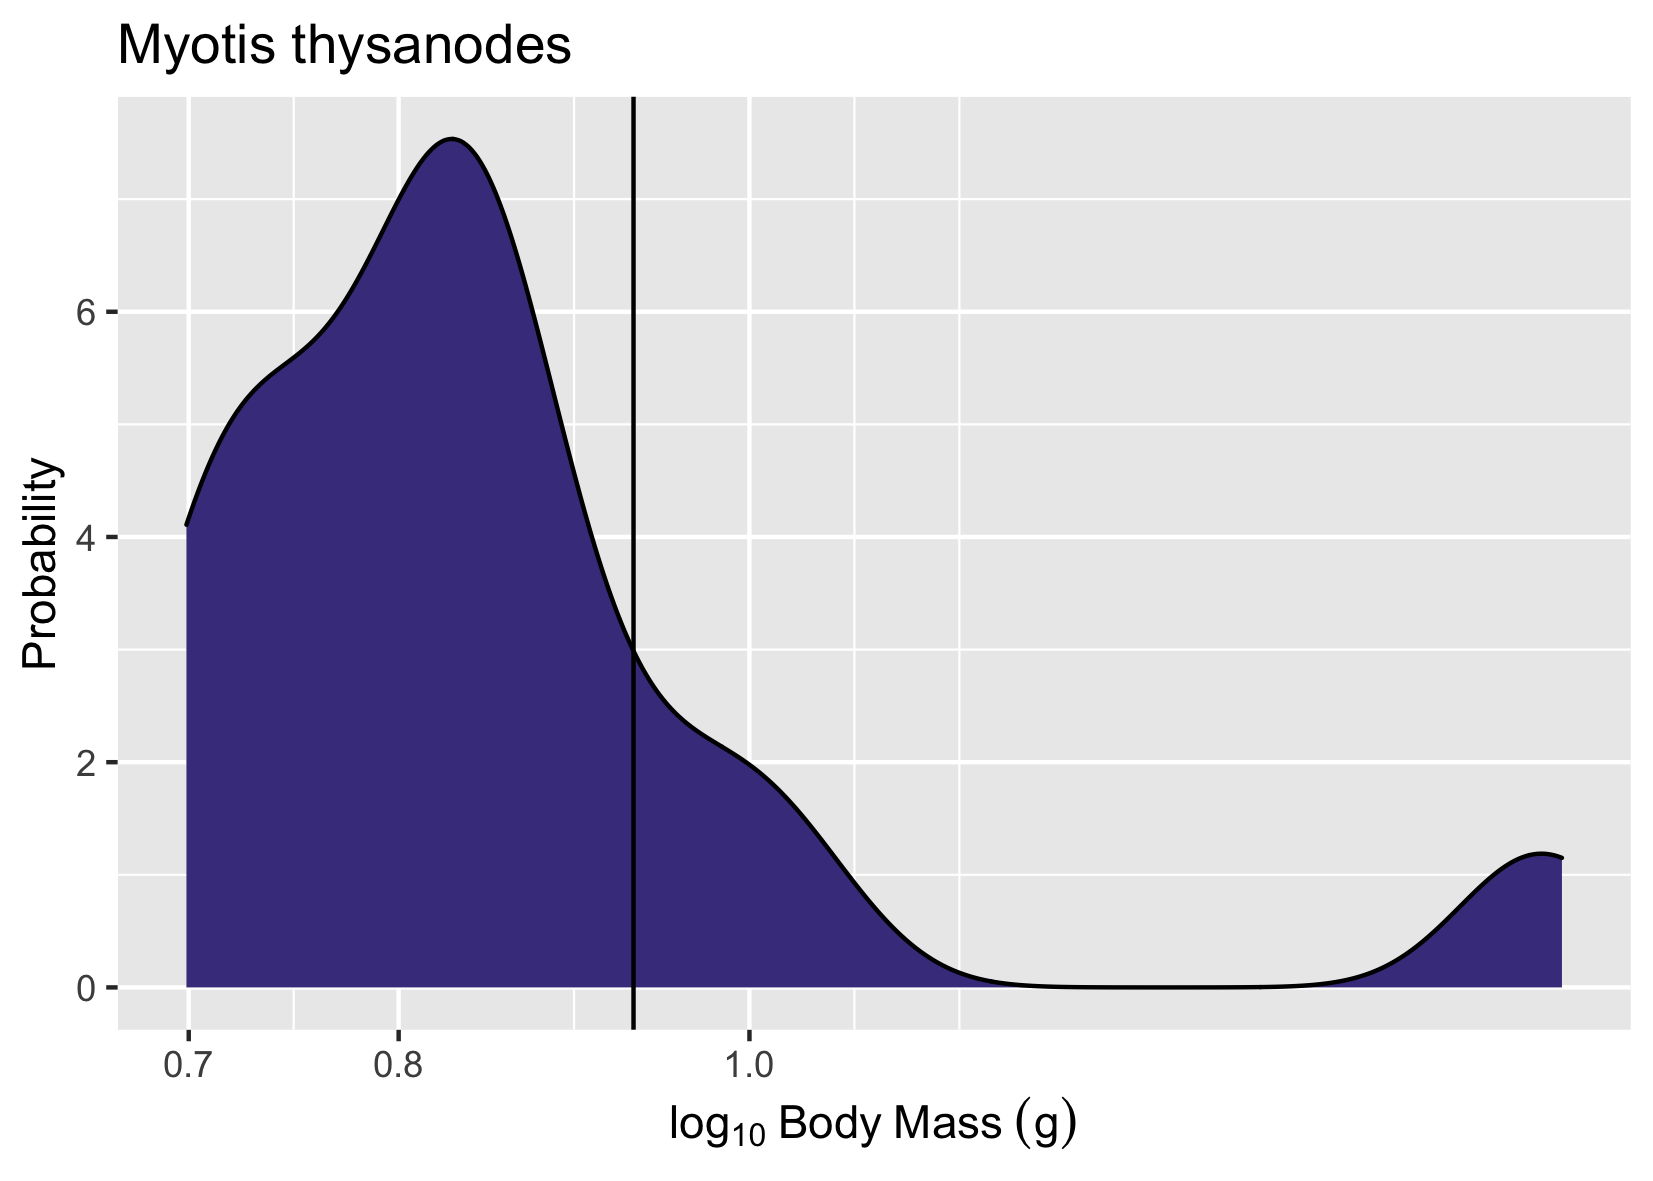 Myotis thysanodes
Probability
6
4
2
0
0.7 0.8 1.0
log₁₀ Body Mass (g)